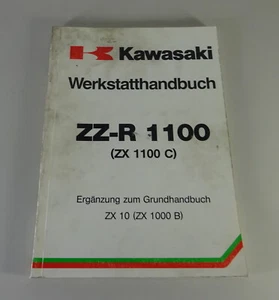 Kawasaki
Werkstatthandbuch
ZZ-R 1100
(ZX 1100 C)
Ergänzung zum Grundhandbuch
ZX 10 (ZX 1000 B)